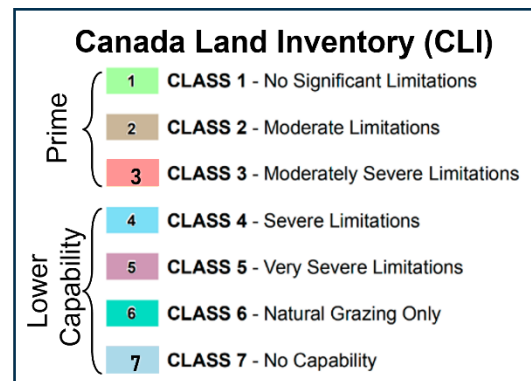 Canada Land Inventory (CLI)
Prime
1 CLASS 1 - No Significant Limitations
2 CLASS 2 - Moderate Limitations
3 CLASS 3 - Moderately Severe Limitations
Lower
Capability
4 CLASS 4 - Severe Limitations
5 CLASS 5 - Very Severe Limitations
6 CLASS 6 - Natural Grazing Only
7 CLASS 7 - No Capability